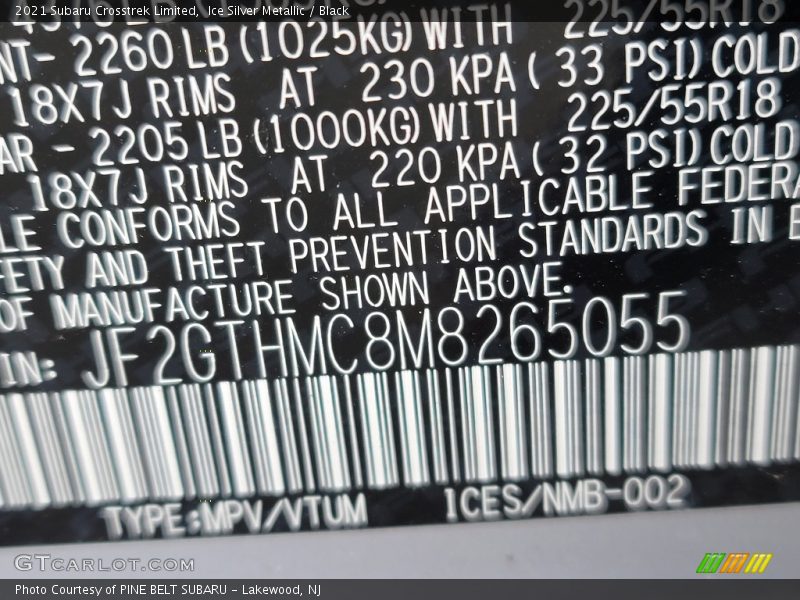 2021 Subaru Crosstrek Limited, Ice Silver Metallic / Black
225/55R18
NT- 2260 LB (1025KG) WITH
18X7J RIMS AT 230 KPA ( 33 PSI) COLD
AR - 2205 LB (1000KG) WITH 225/55R18
18X7J RIMS AT 220 KPA ( 32 PSI) COLD
LE CONFORMS TO ALL APPLICABLE FEDERA
FETY AND THEFT PREVENTION STANDARDS IN E
OF MANUFACTURE SHOWN ABOVE.
IN: JF2GTHMC8M8265055
TYPE:MPV/VTUM ICES/NMB-002
GTCARLOT.COM
Photo Courtesy of PINE BELT SUBARU - Lakewood, NJ